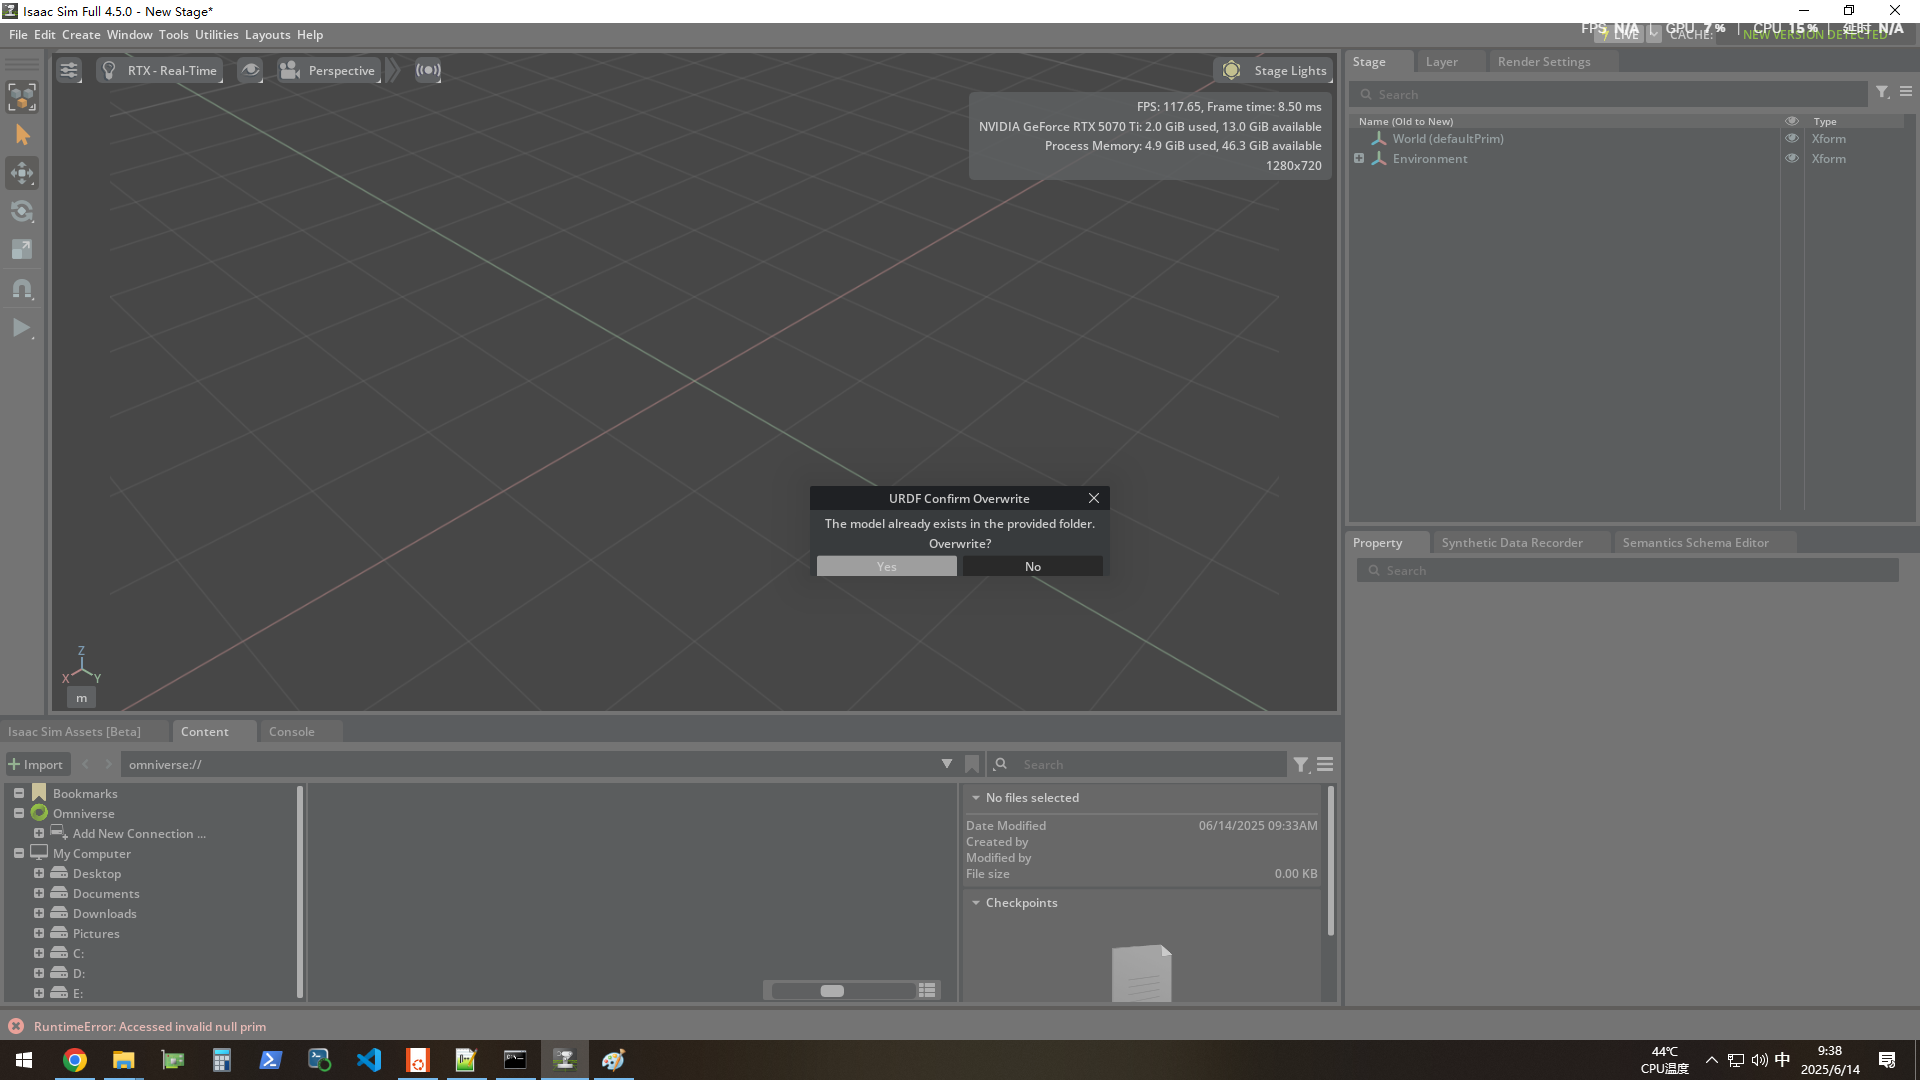 Isaac Sim Full 4.5.0 - New Stage*
File Edit Create Window Tools Utilities Layouts Help
FPS N/A | GPU 7% | CPU 15% | 延时 N/A
LIVE CACHE: NEW VERSION DETECTED
RTX - Real-Time
Perspective
Stage Lights
FPS: 117.65, Frame time: 8.50 ms
NVIDIA GeForce RTX 5070 Ti: 2.0 GiB used, 13.0 GiB available
Process Memory: 4.9 GiB used, 46.3 GiB available
1280x720
Stage Layer Render Settings
Search
Name (Old to New) Type
World (defaultPrim) Xform
Environment Xform
URDF Confirm Overwrite
The model already exists in the provided folder.
Overwrite?
Yes No
Z
X Y
m
Property Synthetic Data Recorder Semantics Schema Editor
Search
Isaac Sim Assets [Beta] Content Console
Import omniverse:// Search
Bookmarks
Omniverse
Add New Connection ...
My Computer
Desktop
Documents
Downloads
Pictures
C:
D:
E:
No files selected
Date Modified 06/14/2025 09:33AM
Created by
Modified by
File size 0.00 KB
Checkpoints
RuntimeError: Accessed invalid null prim
44℃
CPU温度
中
9:38
2025/6/14